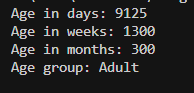 Age in days: 9125
Age in weeks: 1300
Age in months: 300
Age group: Adult